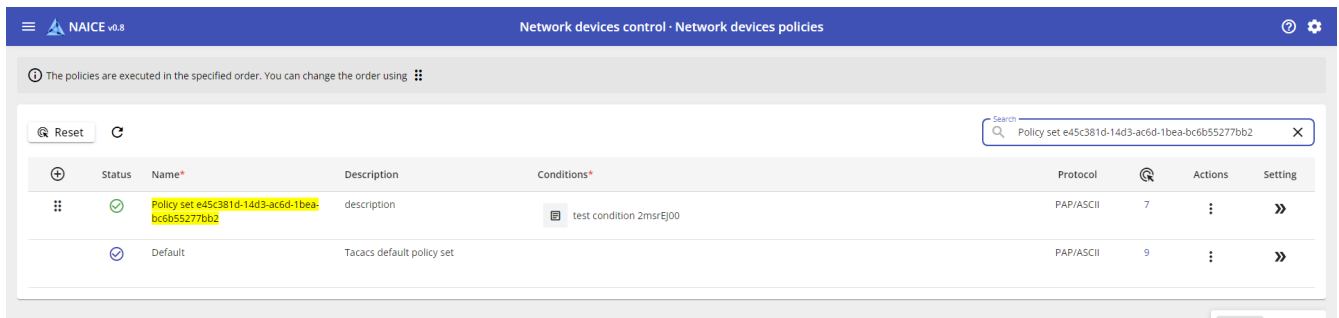 NAICE v0.8
Network devices control · Network devices policies
The policies are executed in the specified order. You can change the order using
Reset
Search
Policy set e45c381d-14d3-ac6d-1bea-bc6b55277bb2
Status Name* Description Conditions* Protocol Actions Setting
Policy set e45c381d-14d3-ac6d-1bea-
bc6b55277bb2
description
test condition 2msrEJ00
PAP/ASCII 7
Default Tacacs default policy set PAP/ASCII 9